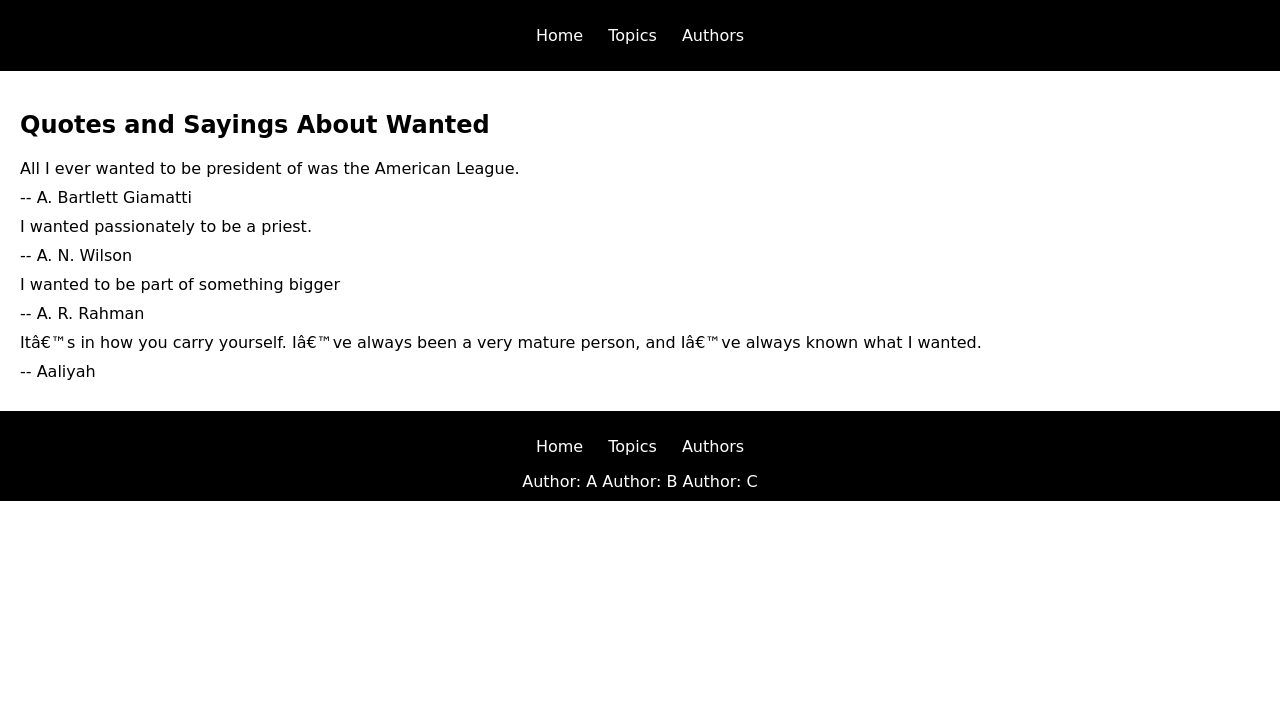 Home Topics Authors
Quotes and Sayings About Wanted
All I ever wanted to be president of was the American League.
-- A. Bartlett Giamatti
I wanted passionately to be a priest.
-- A. N. Wilson
I wanted to be part of something bigger
-- A. R. Rahman
Itâ€™s in how you carry yourself. Iâ€™ve always been a very mature person, and Iâ€™ve always known what I wanted.
-- Aaliyah
Home Topics Authors
Author: A Author: B Author: C